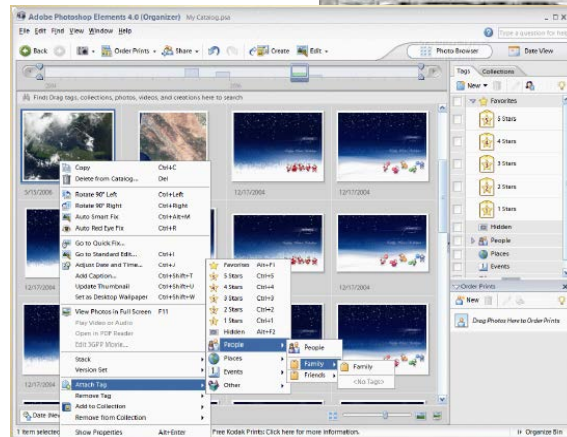 Adobe Photoshop Elements 4.0 (Organizer) My Catalog.psa
File Edit Find View Window Help
Type a question for help
Back
Order Prints
Share
Create
Edit
Photo Browser
Date View
Tags
Collections
New
Find: Drag tags, collections, photos, videos, and creations here to search
Favorites
5 Stars
4 Stars
3 Stars
2 Stars
1 Stars
Hidden
People
Places
Events
Order Prints
New
Drag Photos Here to Order Prints
5/15/2006
12/17/2004
12/17/2004
12/17/2004
12/17/2004
Copy Ctrl+C
Delete from Catalog... Del
Rotate 90° Left Ctrl+Left
Rotate 90° Right Ctrl+Right
Auto Smart Fix Ctrl+Alt+M
Auto Red Eye Fix Ctrl+R
Go to Quick Fix...
Go to Standard Edit... Ctrl+I
Adjust Date and Time... Ctrl+J
Add Caption... Ctrl+Shift+T
Update Thumbnail Ctrl+Shift+U
Set as Desktop Wallpaper Ctrl+Shift+W
View Photos in Full Screen F11
Play Video or Audio
Open in PDF Reader
Edit 3GPP Movie...
Stack
Version Set
Attach Tag
Remove Tag
Add to Collection
Remove from Collection
Show Properties Alt+Enter
Favorites Alt+F1
5 Stars Ctrl+5
4 Stars Ctrl+4
3 Stars Ctrl+3
2 Stars Ctrl+2
1 Stars Ctrl+1
Hidden Alt+F2
People
Places
Events
Other
People
Family
Friends
Family
<No Tags>
1 item selected
Free Kodak Prints: Click here for more information.
Organize Bin